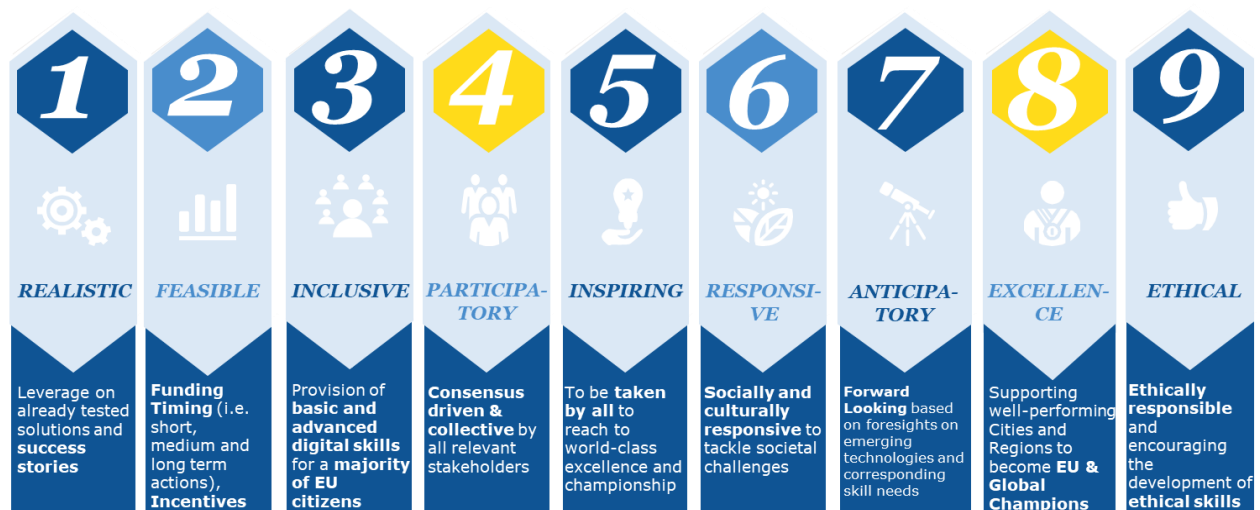 1
REALISTIC
Leverage on
already tested
solutions and
success
stories
2
FEASIBLE
Funding
Timing (i.e.
short,
medium and
long term
actions),
Incentives
3
INCLUSIVE
Provision of
basic and
advanced
digital skills
for a majority
of EU
citizens
4
PARTICIPA-
TORY
Consensus
driven &
collective by
all relevant
stakeholders
5
INSPIRING
To be taken
by all to
reach to
world-class
excellence and
championship
6
RESPONSI-
VE
Socially and
culturally
responsive to
tackle societal
challenges
7
ANTICIPA-
TORY
Forward
Looking based
on foresights on
emerging
technologies and
corresponding
skill needs
8
EXCELLEN-
CE
Supporting
well-performing
Cities and
Regions to
become EU &
Global
Champions
9
ETHICAL
Ethically
responsible
and
encouraging
the
development of
ethical skills